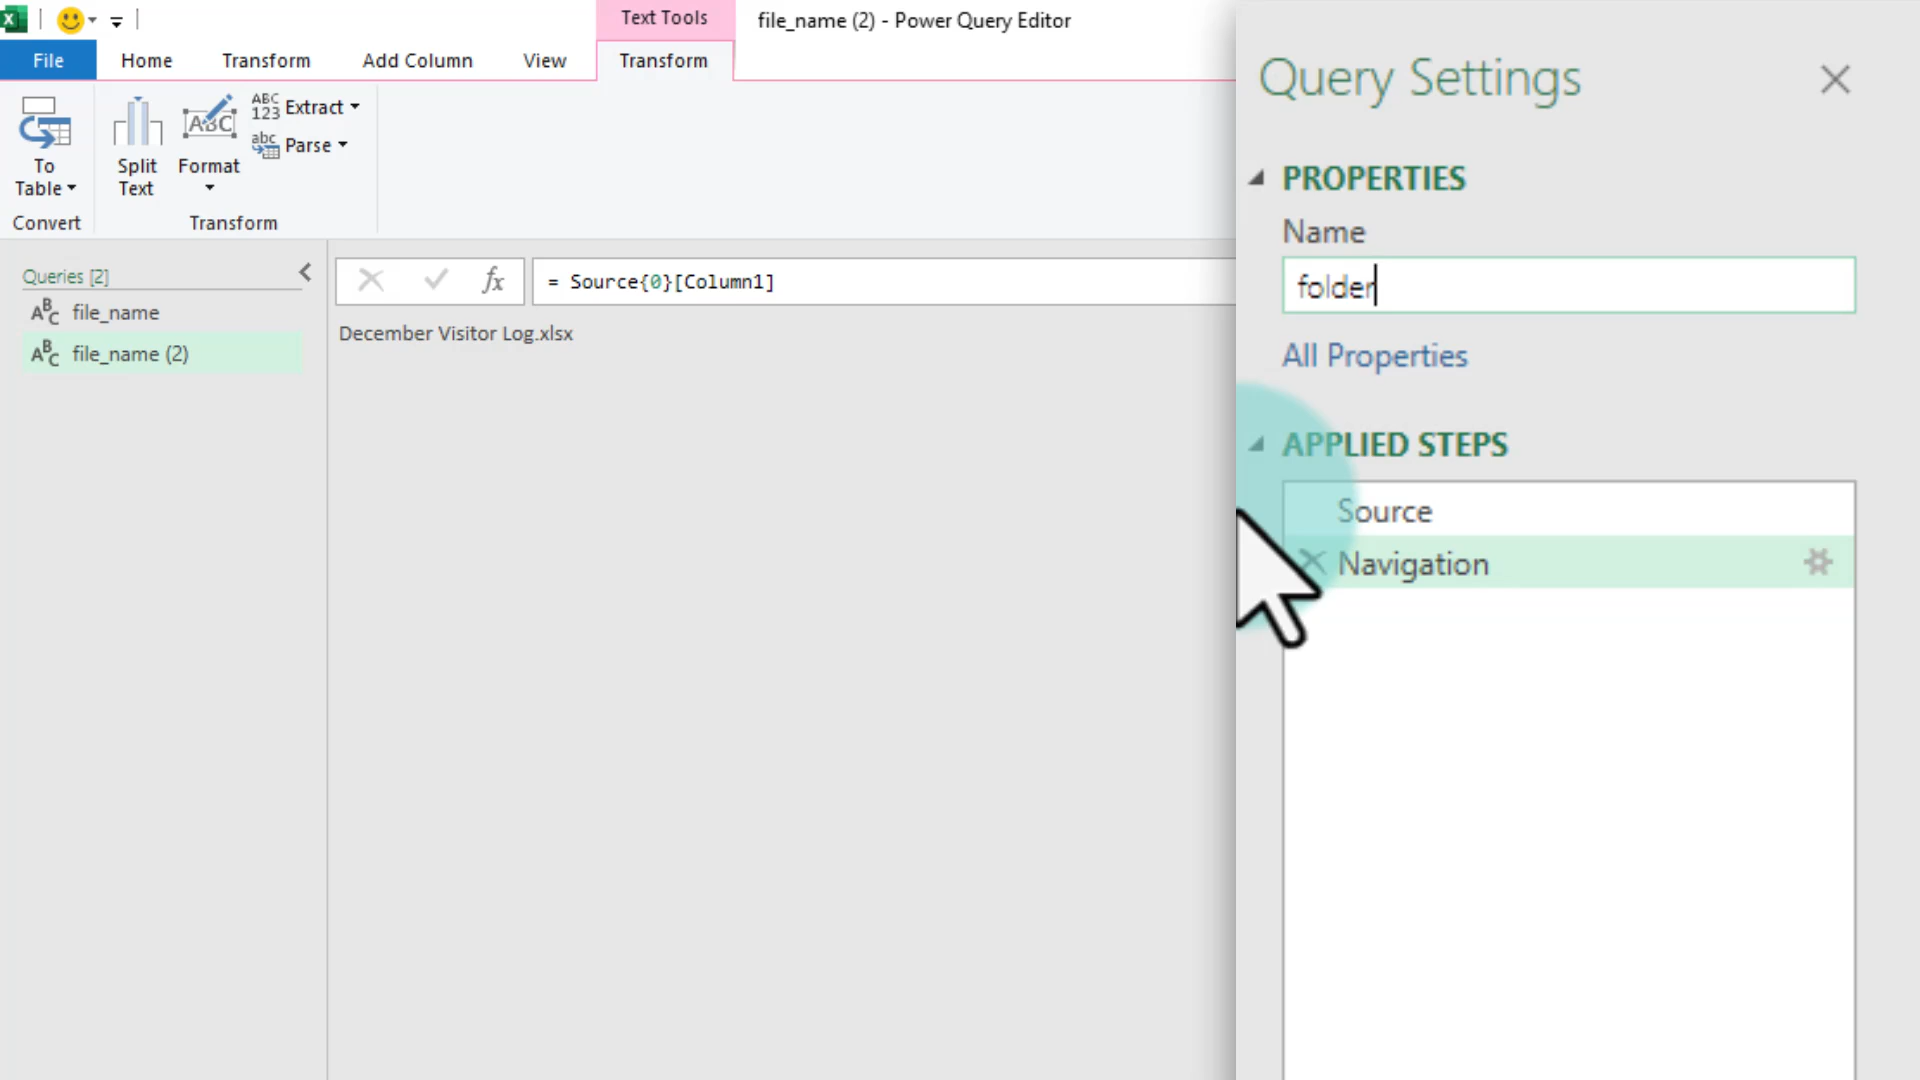 Text Tools
file_name (2) - Power Query Editor
File
Home
Transform
Add Column
View
Transform
To
Table
Split
Text
Format
Extract
Parse
Convert
Transform
Queries [2]
file_name
file_name (2)
fx
= Source{0}[Column1]
December Visitor Log.xlsx
Query Settings
PROPERTIES
Name
folder
All Properties
APPLIED STEPS
Source
Navigation